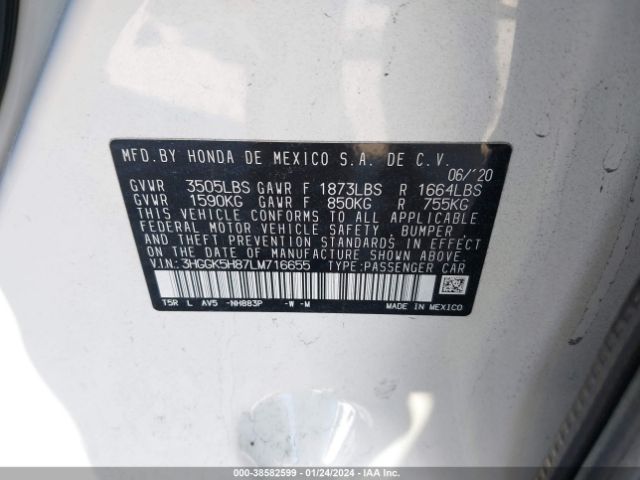 MFD.BY HONDA DE MEXICO S.A. DE C.V.
06/'20
GVWR 3505LBS GAWR F 1873LBS R 1664LBS
GVWR 1590KG GAWR F 850KG R 755KG
THIS VEHICLE CONFORMS TO ALL APPLICABLE
FEDERAL MOTOR VEHICLE SAFETY, BUMPER
AND THEFT PREVENTION STANDARDS IN EFFECT
ON THE DATE OF MANUFACTURE SHOWN ABOVE.
V.I.N.:3HGGK5H87LM716655 TYPE:PASSENGER CAR
T5R L AV5 -NH883P -W -M
MADE IN MEXICO
000-38582599 - 01/24/2024 - IAA Inc.